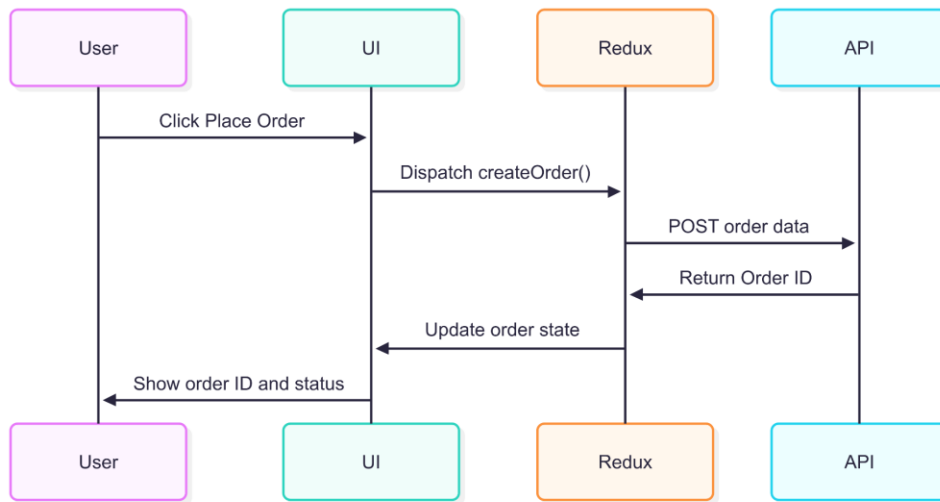 User
UI
Redux
API
Click Place Order
Dispatch createOrder()
POST order data
Return Order ID
Update order state
Show order ID and status
User
UI
Redux
API